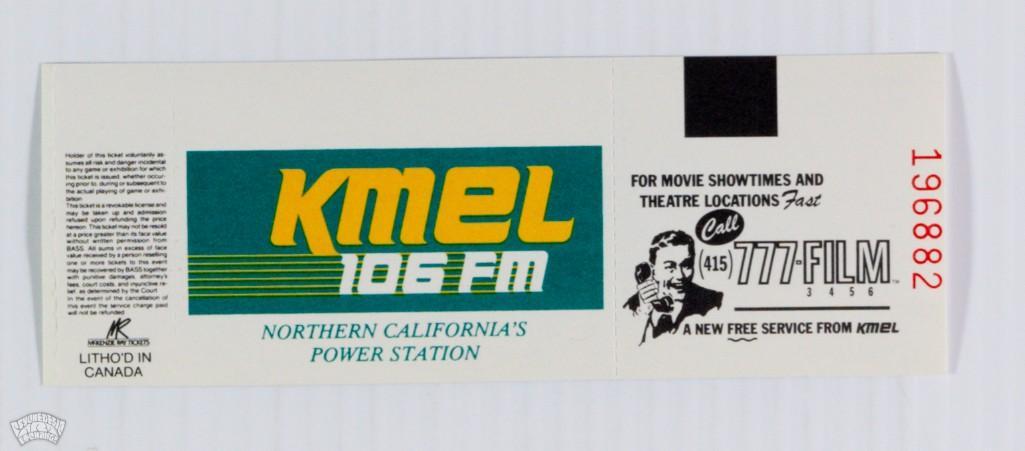 Holder of this ticket voluntarily as-
sumes all risk and danger incidental
to any game or exhibition for which
this ticket is issued, whether occur-
ring prior to, during or subsequent to
the actual playing of game or exhi-
bition
This ticket is a revokable license and
may be taken up and admission
refused upon refunding the price
hereon. This ticket may not be resold
at a price greater than its face value
without written permission from
BASS. All sums in excess of face
value received by a person reselling
one or more tickets to this event
may be recovered by BASS together
with punitive damages, attorney's
fees, court costs, and injunctive re-
lief, as determined by the Court
In the event of the cancellation of
this event the service charge paid
will not be refunded
MR
McKENZIE RAY TICKETS
LITHO'D IN
CANADA
KMEL
106 FM
NORTHERN CALIFORNIA'S
POWER STATION
FOR MOVIE SHOWTIMES AND
THEATRE LOCATIONS Fast
Call
(415) 777-FILM™
3 4 5 6
A NEW FREE SERVICE FROM KMEL
196882
PSYCHEDELIC
ART
EXCHANGE